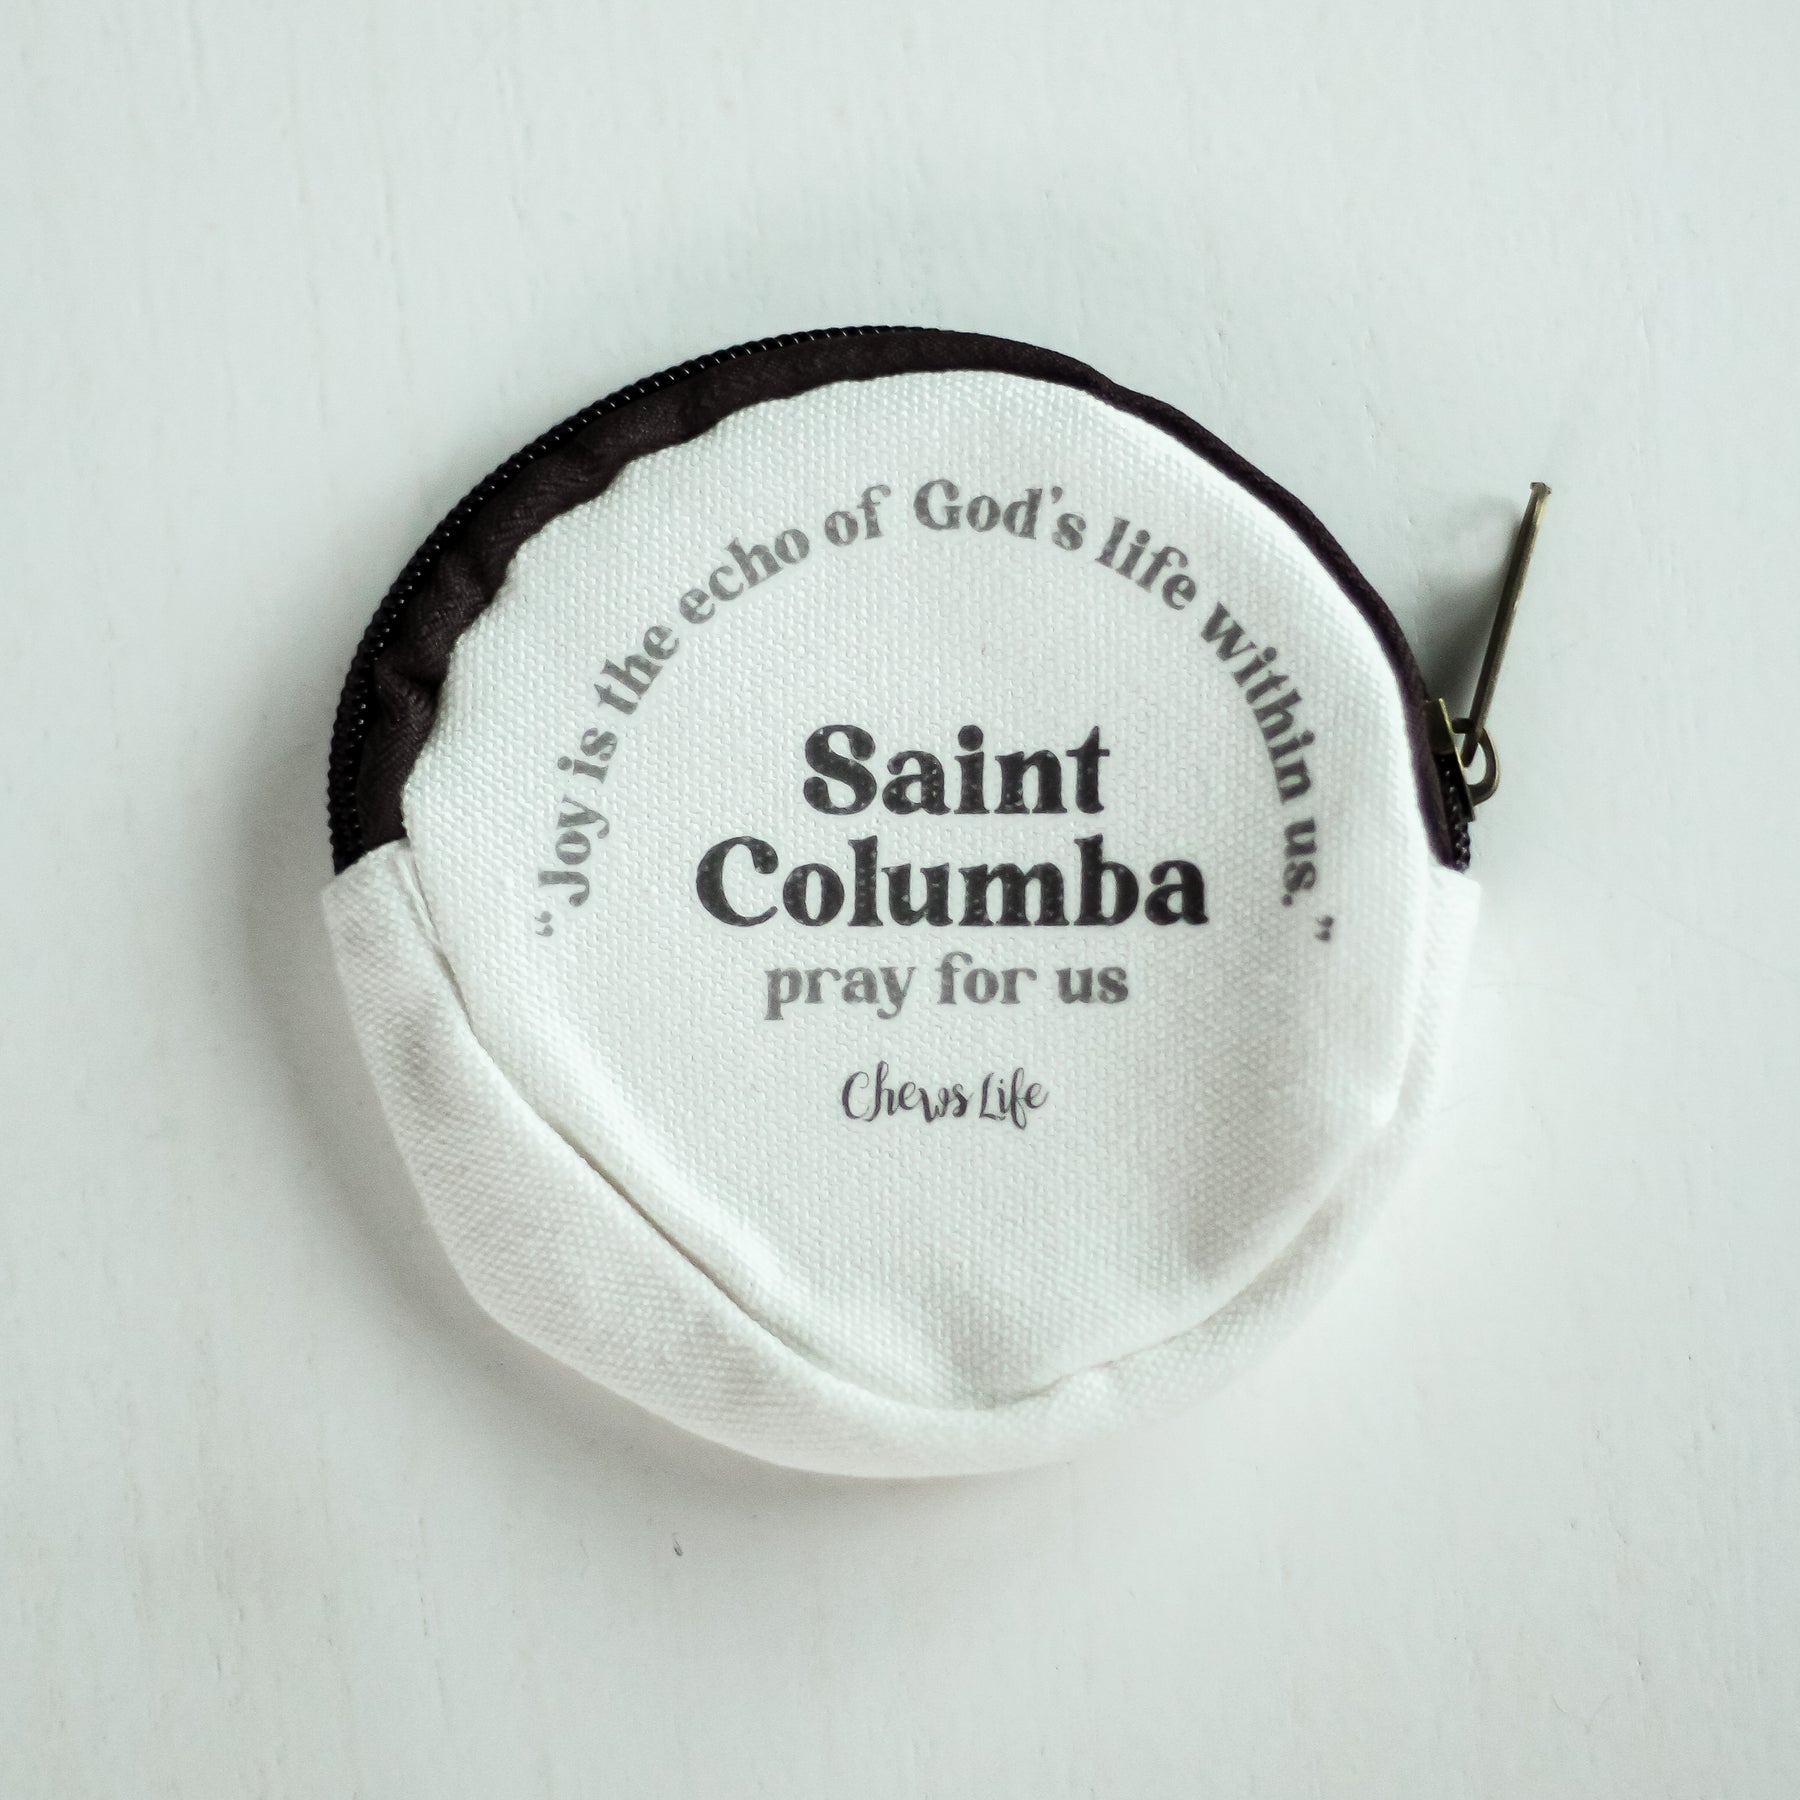 “Joy is the echo of God's life within us.”
Saint
Columba
pray for us
Chews Life